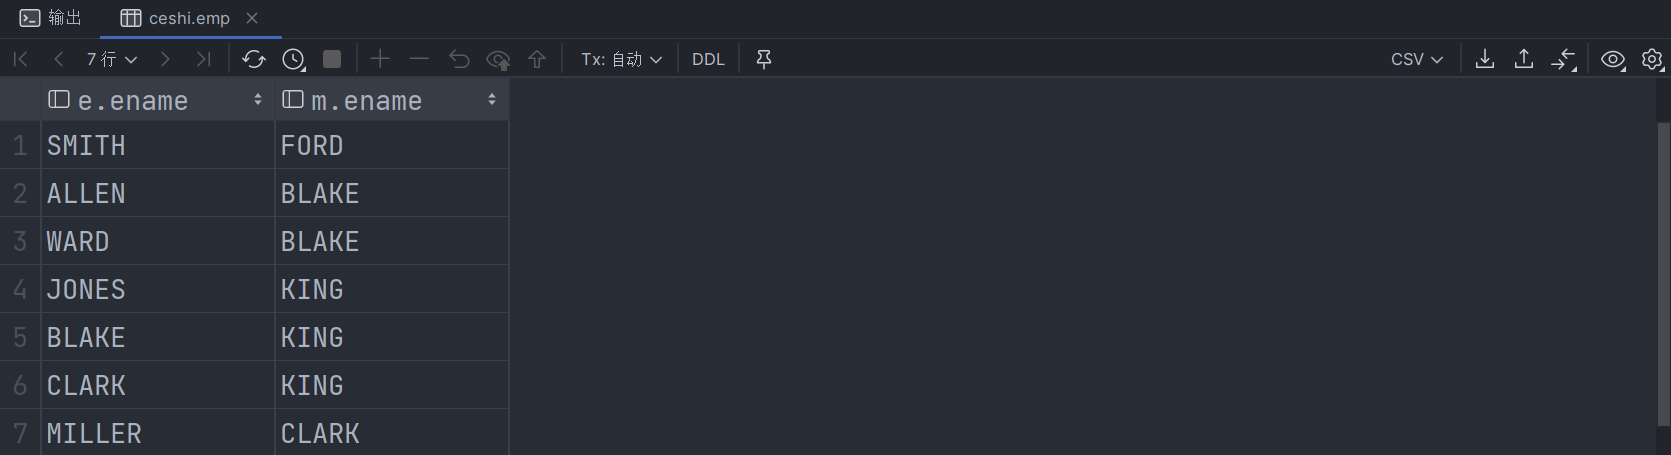 输出 ceshi.emp
7 行 Tx: 自动 DDL CSV
e.ename m.ename
1 SMITH FORD
2 ALLEN BLAKE
3 WARD BLAKE
4 JONES KING
5 BLAKE KING
6 CLARK KING
7 MILLER CLARK